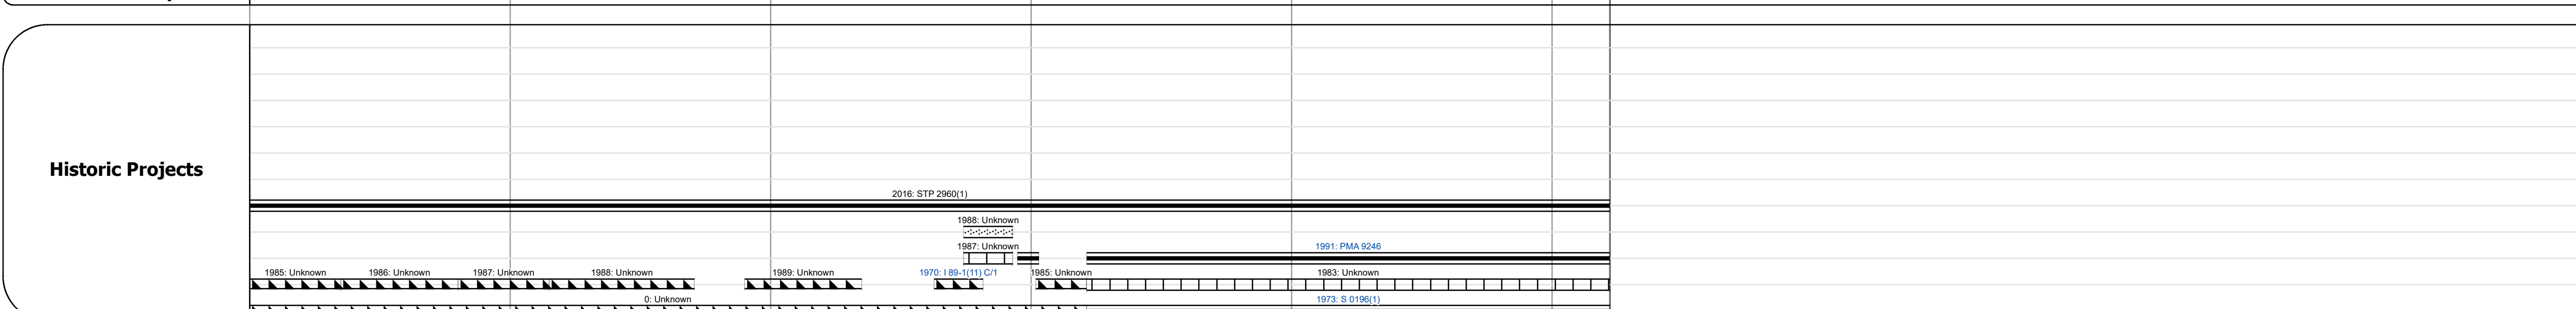 Historic Projects
2016: STP 2960(1)
1988: Unknown
1987: Unknown
1991: PMA 9246
1985: Unknown
1986: Unknown
1987: Unknown
1988: Unknown
1989: Unknown
1970: I 89-1(11) C/1
1985: Unknown
1983: Unknown
0: Unknown
1973: S 0196(1)